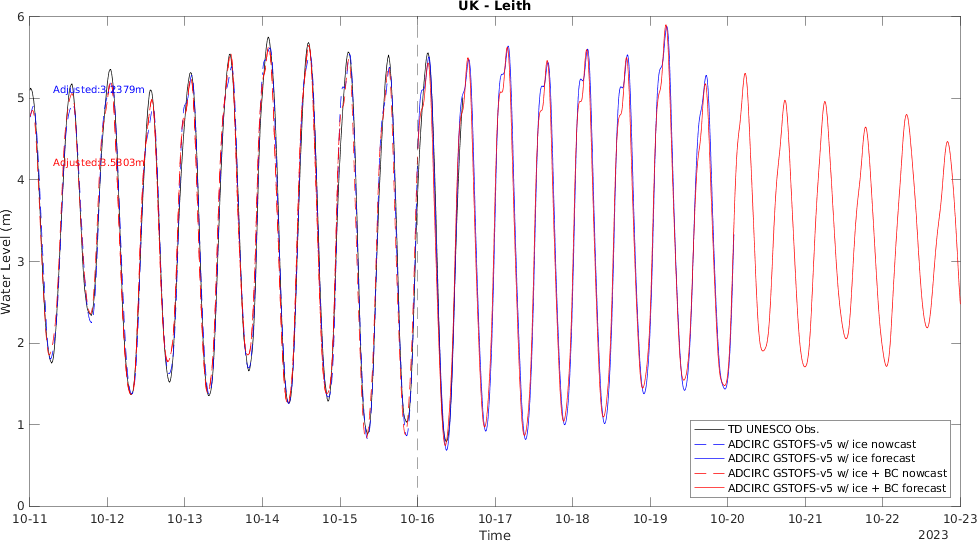 UK - Leith
6
5
4
3
2
1
0
Water Level (m)
Adjusted:3.2379m
Adjusted:3.5303m
TD UNESCO Obs.
ADCIRC GSTOFS-v5 w/ ice nowcast
ADCIRC GSTOFS-v5 w/ ice forecast
ADCIRC GSTOFS-v5 w/ ice + BC nowcast
ADCIRC GSTOFS-v5 w/ ice + BC forecast
10-11 10-12 10-13 10-14 10-15 10-16 10-17 10-18 10-19 10-20 10-21 10-22 10-23
Time
2023